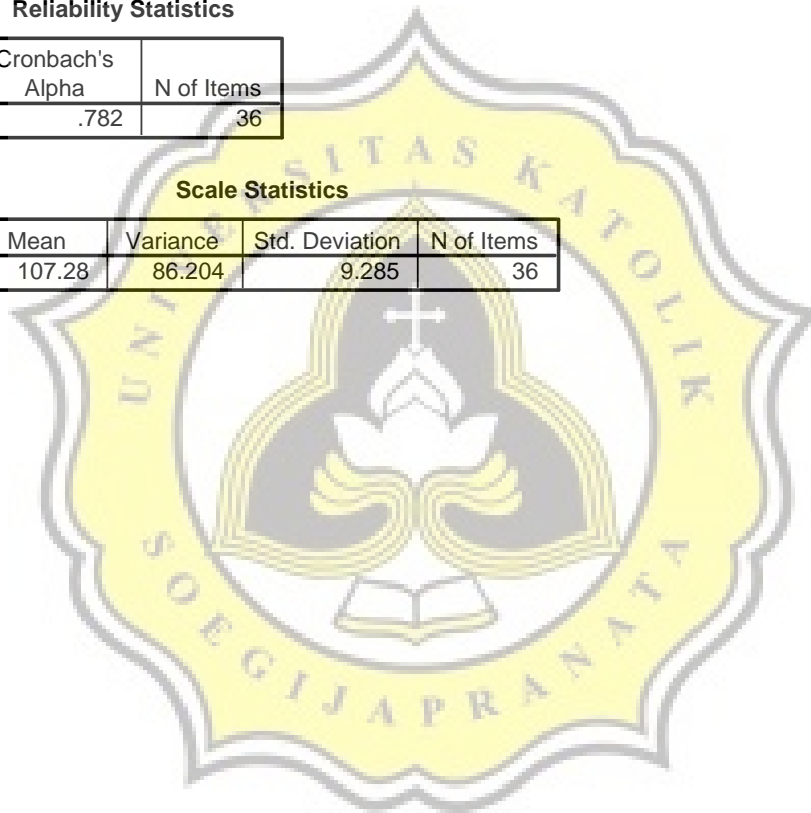 Reliability Statistics
Cronbach's
Alpha N of Items
.782 36
Scale Statistics
Mean Variance Std. Deviation N of Items
107.28 86.204 9.285 36
UNIVERSITAS KATOLIK
SOEGIJAPRANATA